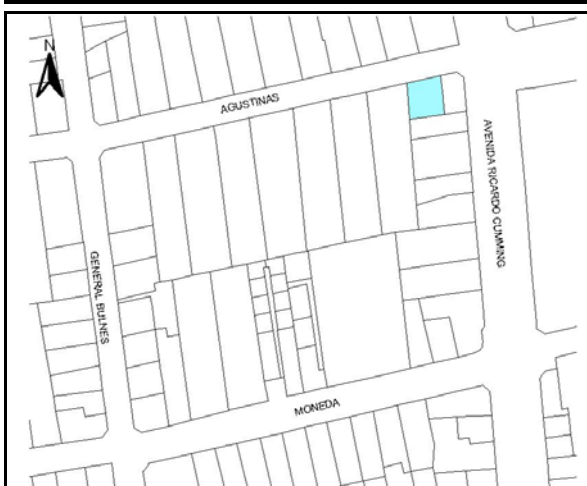 N
AGUSTINAS
AVENIDA RICARDO CUMMING
GENERAL BULNES
MONEDA